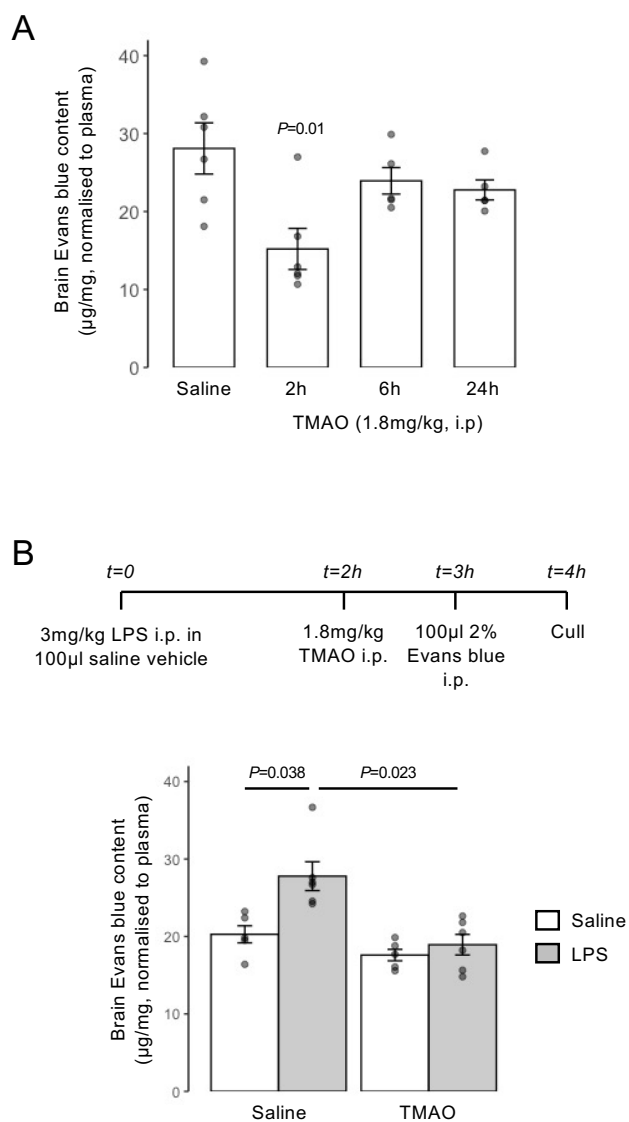 A
Brain Evans blue content
(µg/mg, normalised to plasma)
40
30
20
10
0
P=0.01
Saline
2h
6h
24h
TMAO (1.8mg/kg, i.p)
B
t=0
t=2h
t=3h
t=4h
3mg/kg LPS i.p. in
100µl saline vehicle
1.8mg/kg
TMAO i.p.
100µl 2%
Evans blue
i.p.
Cull
Brain Evans blue content
(µg/mg, normalised to plasma)
40
30
20
10
0
P=0.038
P=0.023
Saline
LPS
Saline
TMAO